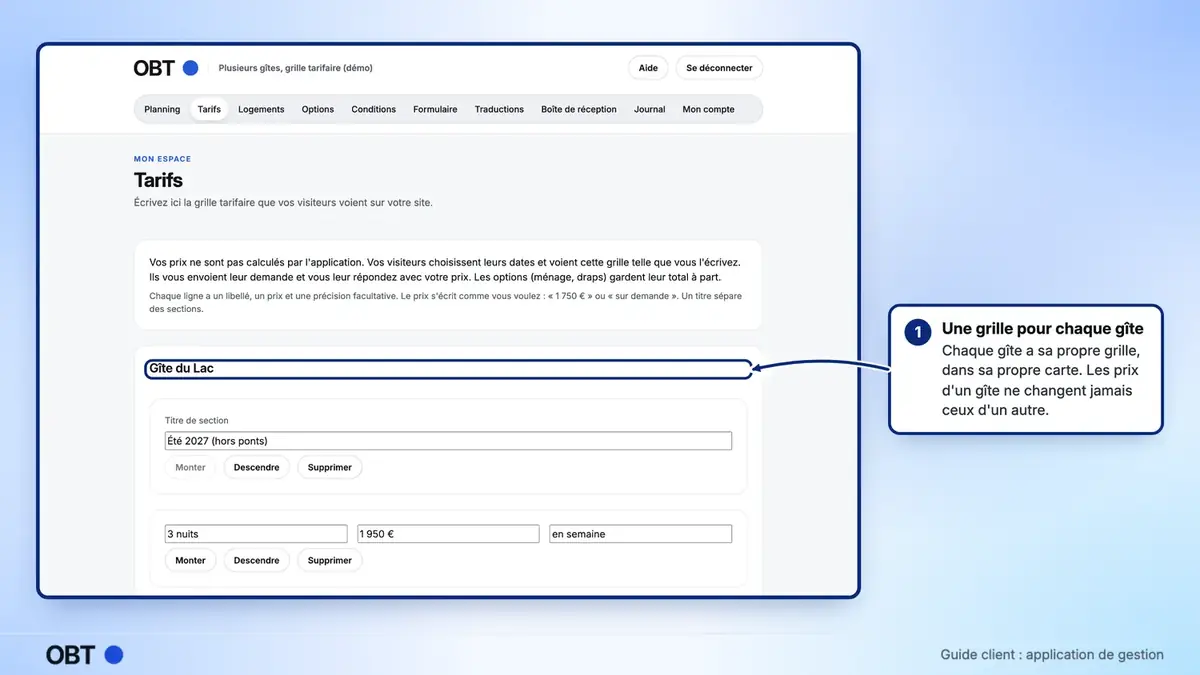 OBT
Plusieurs gîtes, grille tarifaire (démo)
Aide
Se déconnecter
Planning
Tarifs
Logements
Options
Conditions
Formulaire
Traductions
Boîte de réception
Journal
Mon compte
MON ESPACE
Tarifs
Écrivez ici la grille tarifaire que vos visiteurs voient sur votre site.
Vos prix ne sont pas calculés par l'application. Vos visiteurs choisissent leurs dates et voient cette grille telle que vous l'écrivez.
Ils vous envoient leur demande et vous leur répondez avec votre prix. Les options (ménage, draps) gardent leur total à part.
Chaque ligne a un libellé, un prix et une précision facultative. Le prix s'écrit comme vous voulez : « 1 750 € » ou « sur demande ». Un titre sépare
des sections.
Gîte du Lac
Titre de section
Été 2027 (hors ponts)
Monter
Descendre
Supprimer
3 nuits
1 950 €
en semaine
Monter
Descendre
Supprimer
1
Une grille pour chaque gîte
Chaque gîte a sa propre grille,
dans sa propre carte. Les prix
d'un gîte ne changent jamais
ceux d'un autre.
OBT
Guide client : application de gestion